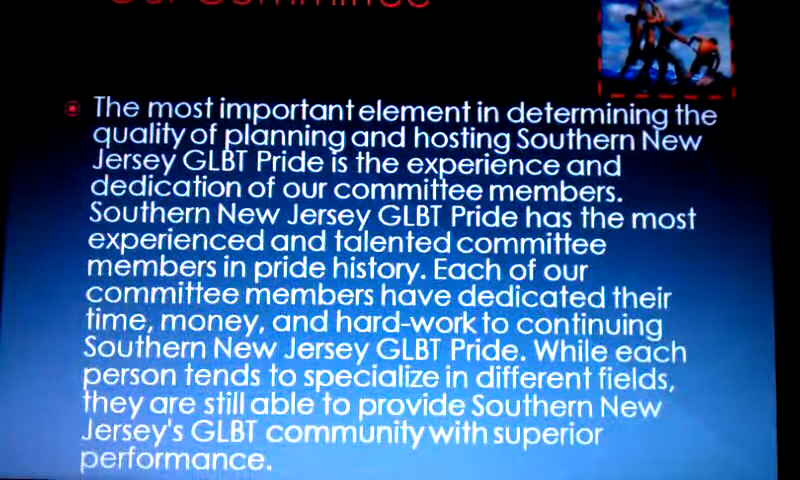 Our Committee
The most important element in determining the
quality of planning and hosting Southern New
Jersey GLBT Pride is the experience and
dedication of our committee members.
Southern New Jersey GLBT Pride has the most
experienced and talented committee
members in pride history. Each of our
committee members have dedicated their
time, money, and hard-work to continuing
Southern New Jersey GLBT Pride. While each
person tends to specialize in different fields,
they are still able to provide Southern New
Jersey's GLBT community with superior
performance.